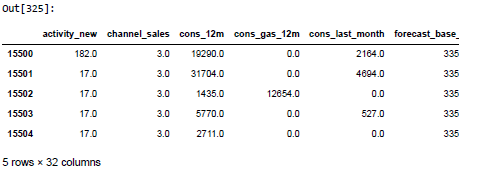 Out[325]:
activity_new channel_sales cons_12m cons_gas_12m cons_last_month forecast_base_
15500 182.0 3.0 19290.0 0.0 2164.0 335
15501 17.0 3.0 31704.0 0.0 4694.0 335
15502 17.0 3.0 1435.0 12654.0 0.0 335
15503 17.0 3.0 5770.0 0.0 527.0 335
15504 17.0 3.0 2711.0 0.0 0.0 335
5 rows × 32 columns